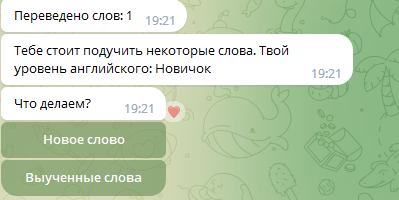 Переведено слов: 1
19:21
Тебе стоит подучить некоторые слова. Твой
уровень английского: Новичок
19:21
Что делаем?
19:21
Новое слово
Выученные слова